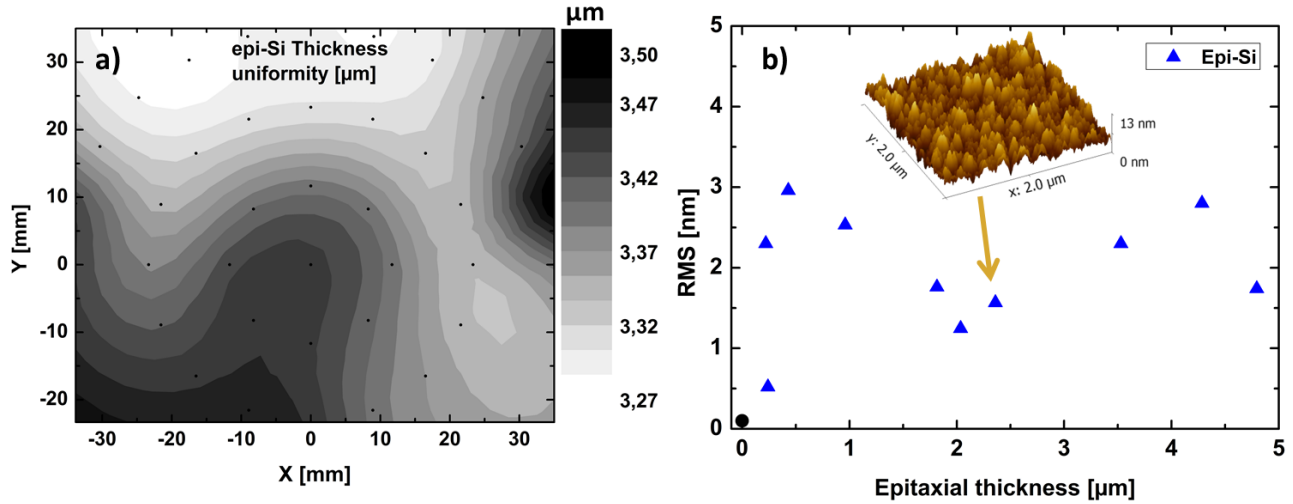 a)
epi-Si Thickness
uniformity [µm]
30
20
10
0
-10
-20
Y [mm]
-30
-20
-10
0
10
20
30
X [mm]
µm
3,50
3,47
3,42
3,37
3,32
3,27
b)
Epi-Si
5
4
3
2
1
0
RMS [nm]
0
1
2
3
4
5
Epitaxial thickness [µm]
y: 2.0 µm
x: 2.0 µm
13 nm
0 nm